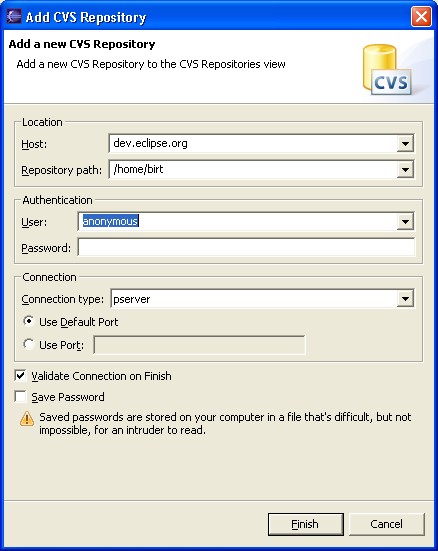 Add CVS Repository
Add a new CVS Repository
Add a new CVS Repository to the CVS Repositories view
CVS
Location
Host: dev.eclipse.org
Repository path: /home/birt
Authentication
User: anonymous
Password:
Connection
Connection type: pserver
Use Default Port
Use Port:
Validate Connection on Finish
Save Password
Saved passwords are stored on your computer in a file that's difficult, but not
impossible, for an intruder to read.
Finish Cancel